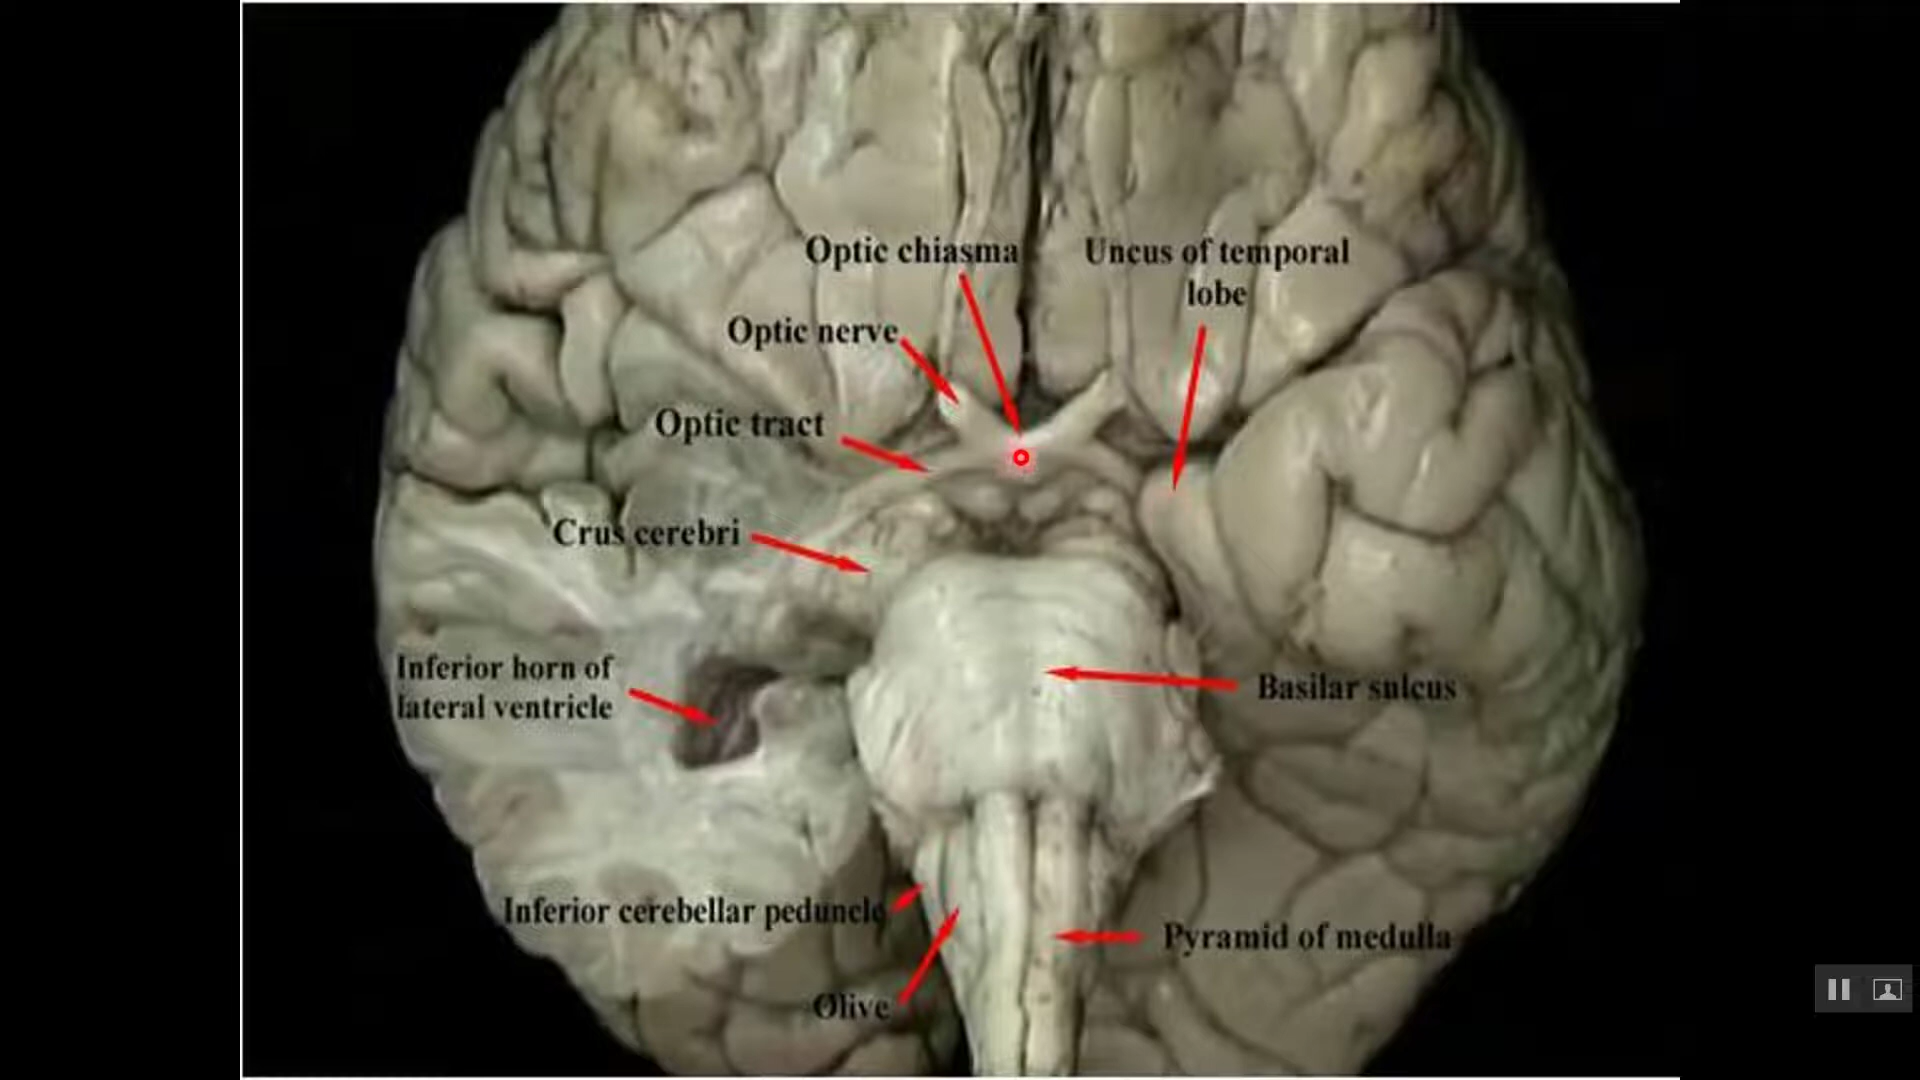 Optic chiasma
Uncus of temporal
lobe
Optic nerve
Optic tract
Crus cerebri
Inferior horn of
lateral ventricle
Basilar sulcus
Inferior cerebellar peduncle
Pyramid of medulla
Olive